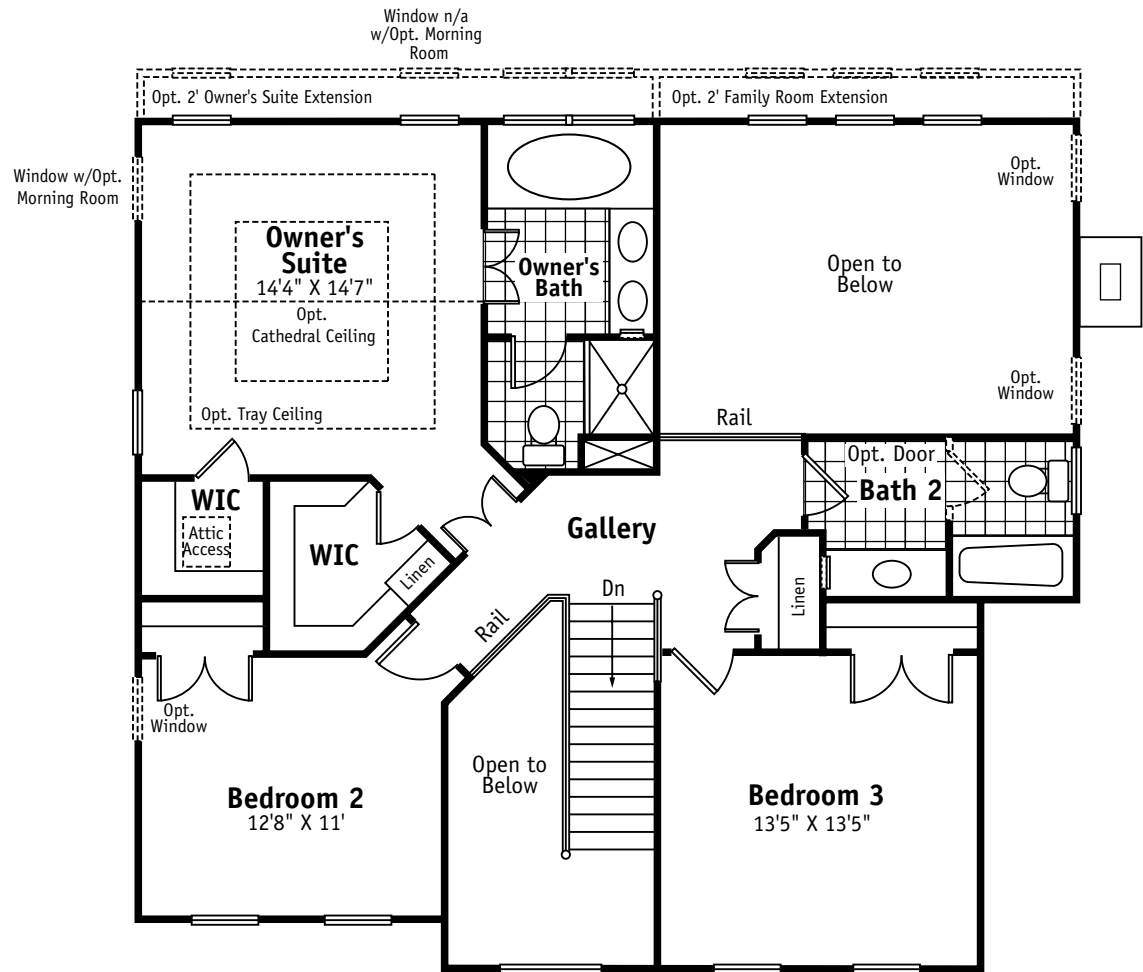 Window n/a
w/Opt. Morning
Room
Opt. 2' Owner's Suite Extension
Opt. 2' Family Room Extension
Window w/Opt.
Morning Room
Opt.
Window
Owner's
Suite
14'4" X 14'7"
Opt.
Cathedral Ceiling
Opt. Tray Ceiling
Owner's
Bath
Open to
Below
Opt.
Window
Rail
Opt. Door
Bath 2
WIC
Attic
Access
WIC
Linen
Gallery
Linen
Dn
Rail
Opt.
Window
Open to
Below
Bedroom 2
12'8" X 11'
Bedroom 3
13'5" X 13'5"